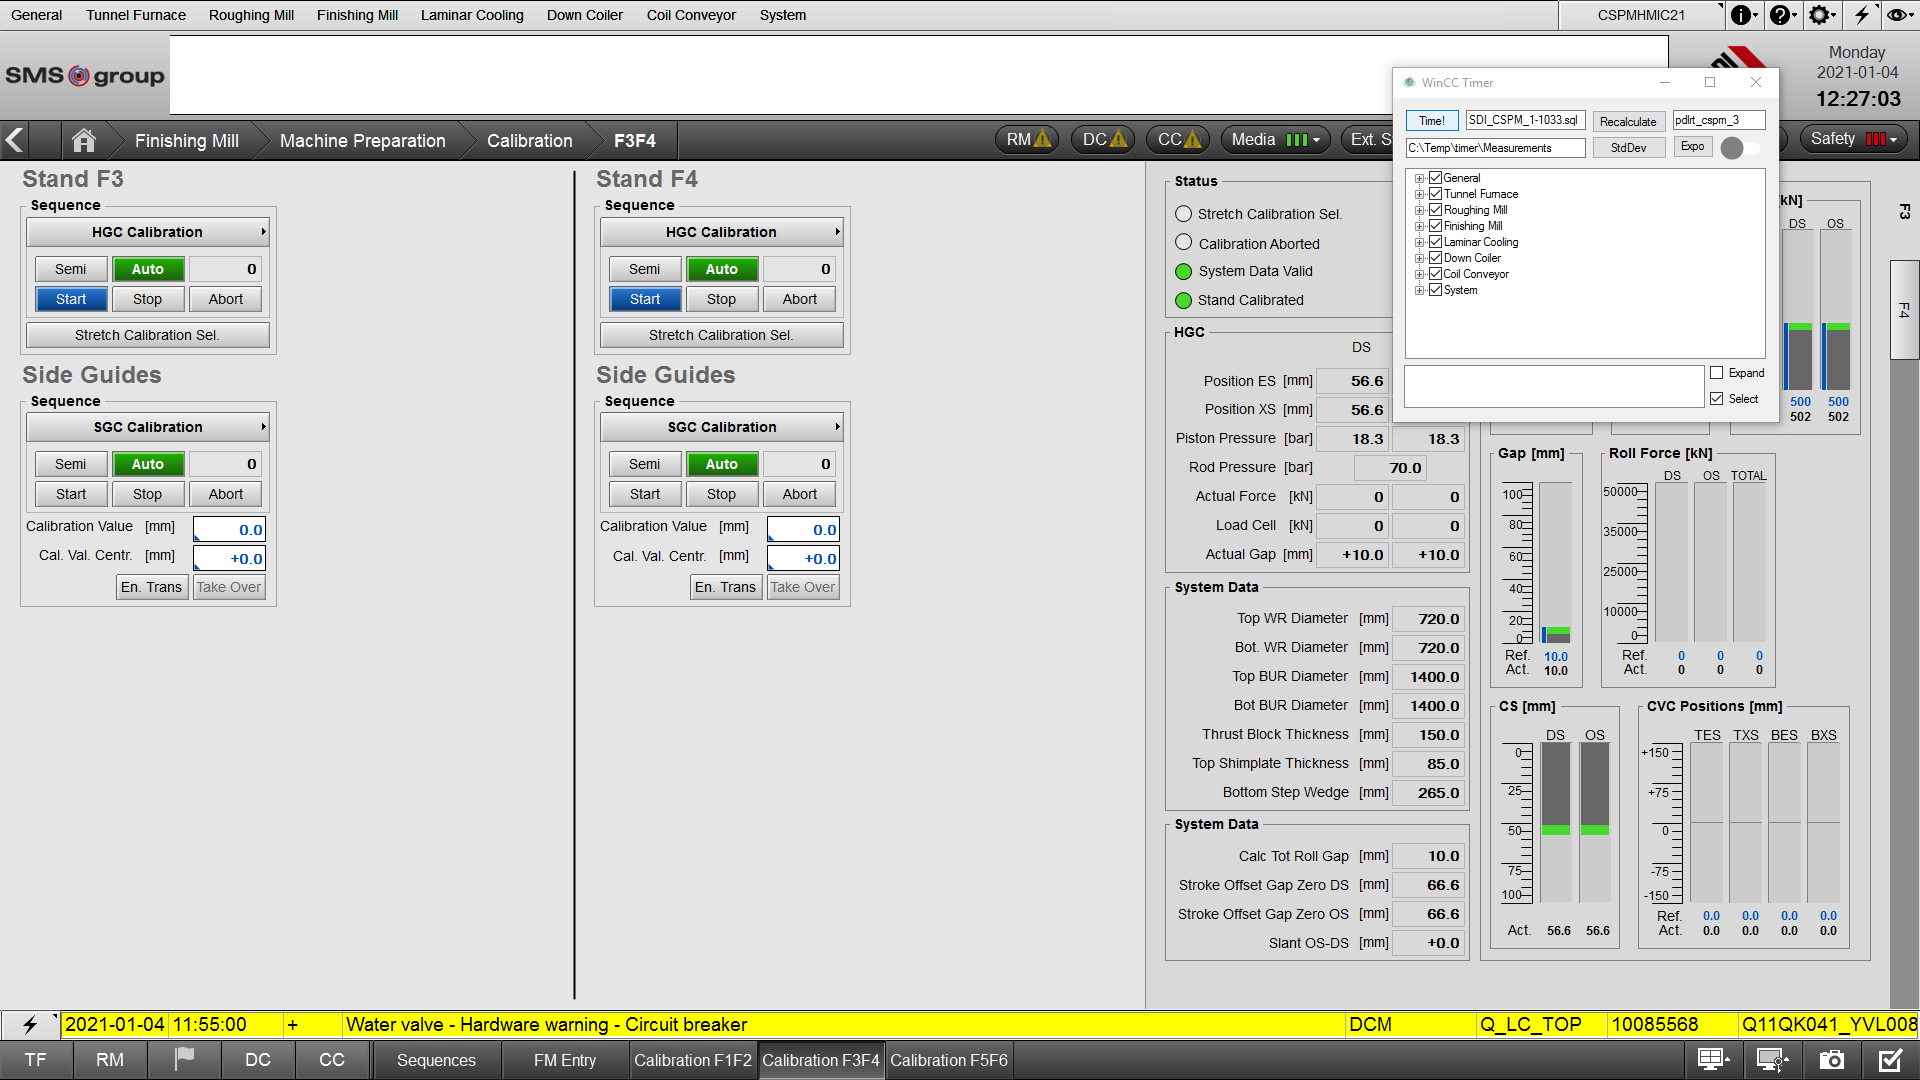 General Tunnel Furnace Roughing Mill Finishing Mill Laminar Cooling Down Coiler Coil Conveyor System CSPMHMIC21
SMS group
Monday
2021-01-04
12:27:03
Finishing Mill Machine Preparation Calibration F3F4 RM DC CC Media Ext. S Safety
WinCC Timer
Time! SDI_CSPM_1-1033.sql Recalculate pdlrt_cspm_3
C:\Temp\timer\Measurements StdDev Expo
General
Tunnel Furnace
Roughing Mill
Finishing Mill
Laminar Cooling
Down Coiler
Coil Conveyor
System
Expand
Select
Stand F3
Sequence
HGC Calibration
Semi Auto 0
Start Stop Abort
Stretch Calibration Sel.
Side Guides
Sequence
SGC Calibration
Semi Auto 0
Start Stop Abort
Calibration Value [mm] 0.0
Cal. Val. Centr. [mm] +0.0
En. Trans Take Over
Stand F4
Sequence
HGC Calibration
Semi Auto 0
Start Stop Abort
Stretch Calibration Sel.
Side Guides
Sequence
SGC Calibration
Semi Auto 0
Start Stop Abort
Calibration Value [mm] 0.0
Cal. Val. Centr. [mm] +0.0
En. Trans Take Over
Status
Stretch Calibration Sel.
Calibration Aborted
System Data Valid
Stand Calibrated
HGC
DS
Position ES [mm] 56.6
Position XS [mm] 56.6
Piston Pressure [bar] 18.3 18.3
Rod Pressure [bar] 70.0
Actual Force [kN] 0 0
Load Cell [kN] 0 0
Actual Gap [mm] +10.0 +10.0
System Data
Top WR Diameter [mm] 720.0
Bot. WR Diameter [mm] 720.0
Top BUR Diameter [mm] 1400.0
Bot BUR Diameter [mm] 1400.0
Thrust Block Thickness [mm] 150.0
Top Shimplate Thickness [mm] 85.0
Bottom Step Wedge [mm] 265.0
System Data
Calc Tot Roll Gap [mm] 10.0
Stroke Offset Gap Zero DS [mm] 66.6
Stroke Offset Gap Zero OS [mm] 66.6
Slant OS-DS [mm] +0.0
[kN]
DS OS
500 500
502 502
F3
F4
Gap [mm]
100
80
60
40
20
0
Ref. 10.0
Act. 10.0
Roll Force [kN]
DS OS TOTAL
50000
35000
25000
10000
0
Ref. 0 0 0
Act. 0 0 0
CS [mm]
DS OS
0
25
50
75
100
Act. 56.6 56.6
CVC Positions [mm]
TES TXS BES BXS
+150
+75
0
-75
-150
Ref. 0.0 0.0 0.0 0.0
Act. 0.0 0.0 0.0 0.0
2021-01-04 11:55:00 + Water valve - Hardware warning - Circuit breaker DCM Q_LC_TOP 10085568 Q11QK041_YVL008
TF RM DC CC Sequences FM Entry Calibration F1F2 Calibration F3F4 Calibration F5F6